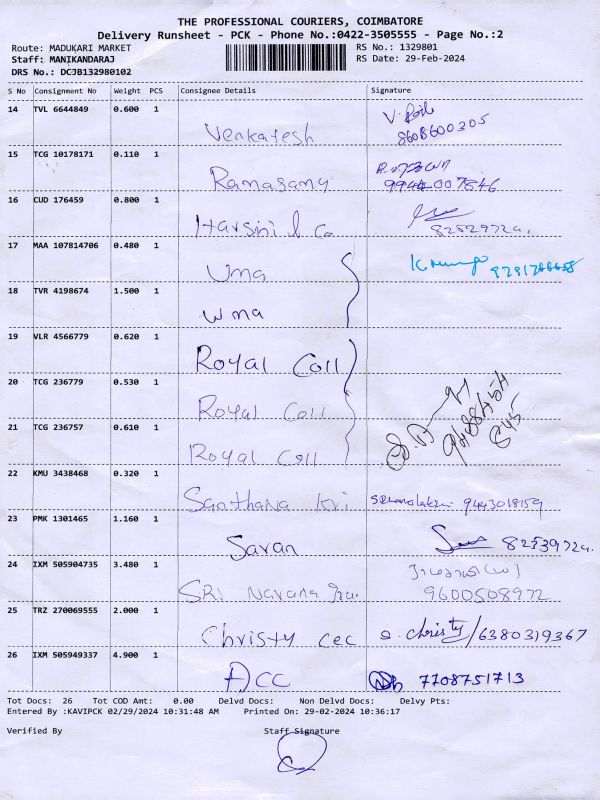 THE PROFESSIONAL COURIERS, COIMBATORE
Delivery Runsheet - PCK - Phone No.:0422-3505555 - Page No.:2
Route: MADUKARI MARKET RS No.: 1329801
Staff: MANIKANDARAJ RS Date: 29-Feb-2024
DRS No.: DCJB132980102
S No Consignment No Weight PCS Consignee Details Signature
14 TVL 6644849 0.600 1 Venkatesh 8608600305
15 TCG 10178171 0.110 1 Ramasamy
16 CUD 176459 0.800 1 Harsini & Co
17 MAA 107814706 0.480 1 Uma
18 TVR 4198674 1.500 1 Uma
19 VLR 4566779 0.620 1 Royal Coll
20 TCG 236779 0.530 1 Royal Coll
21 TCG 236757 0.610 1 Royal Coll
22 KMU 3438468 0.320 1 Santhana Kri 9443018159
23 PMK 1301465 1.160 1 Saran
24 IXM 505904735 3.480 1 SRI 9600508972
25 TRZ 270069555 2.000 1 Christy cec S. Christy/6380319367
26 IXM 505949337 4.900 1 ACC 7708751713
Tot Docs: 26 Tot COD Amt: 0.00 Delvd Docs: Non Delvd Docs: Delvy Pts:
Entered By :KAVIPCK 02/29/2024 10:31:48 AM Printed On: 29-02-2024 10:36:17
Verified By Staff Signature